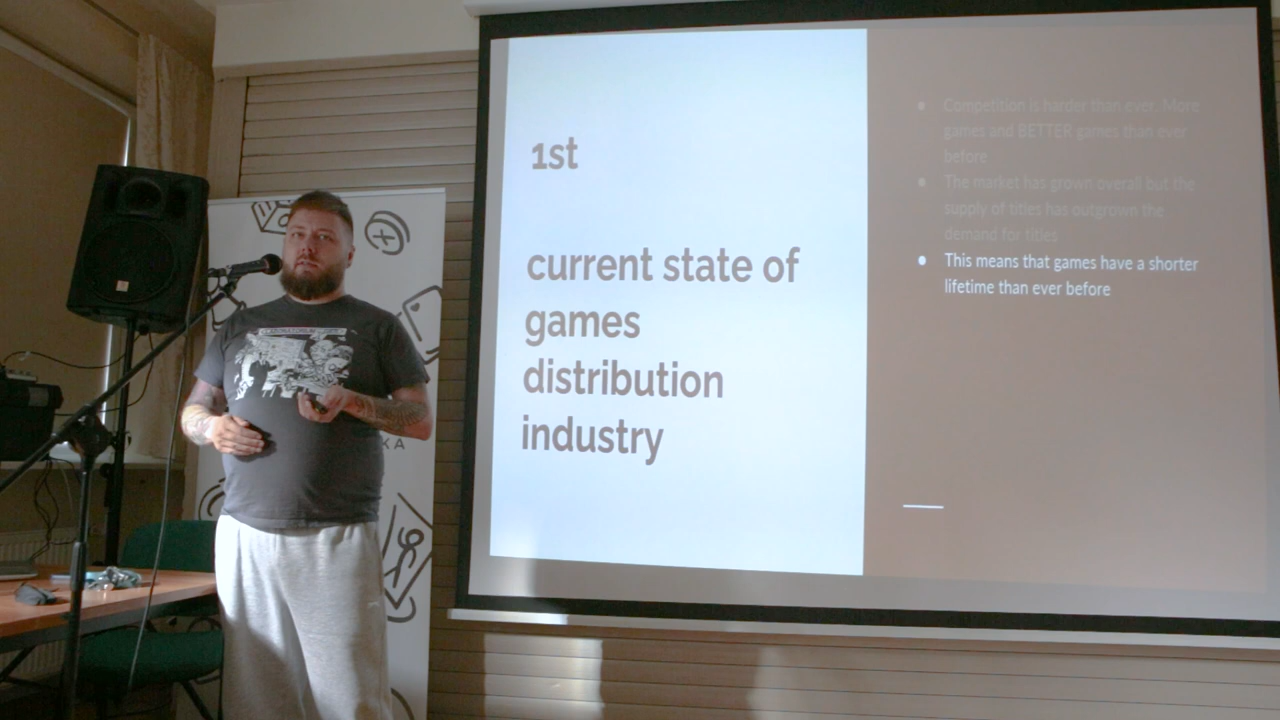 1st
current state of
games
distribution
industry
Competition is harder than ever. More
games and BETTER games than ever
before
The market has grown overall but the
supply of titles has outgrown the
demand for titles
This means that games have a shorter
lifetime than ever before
KA